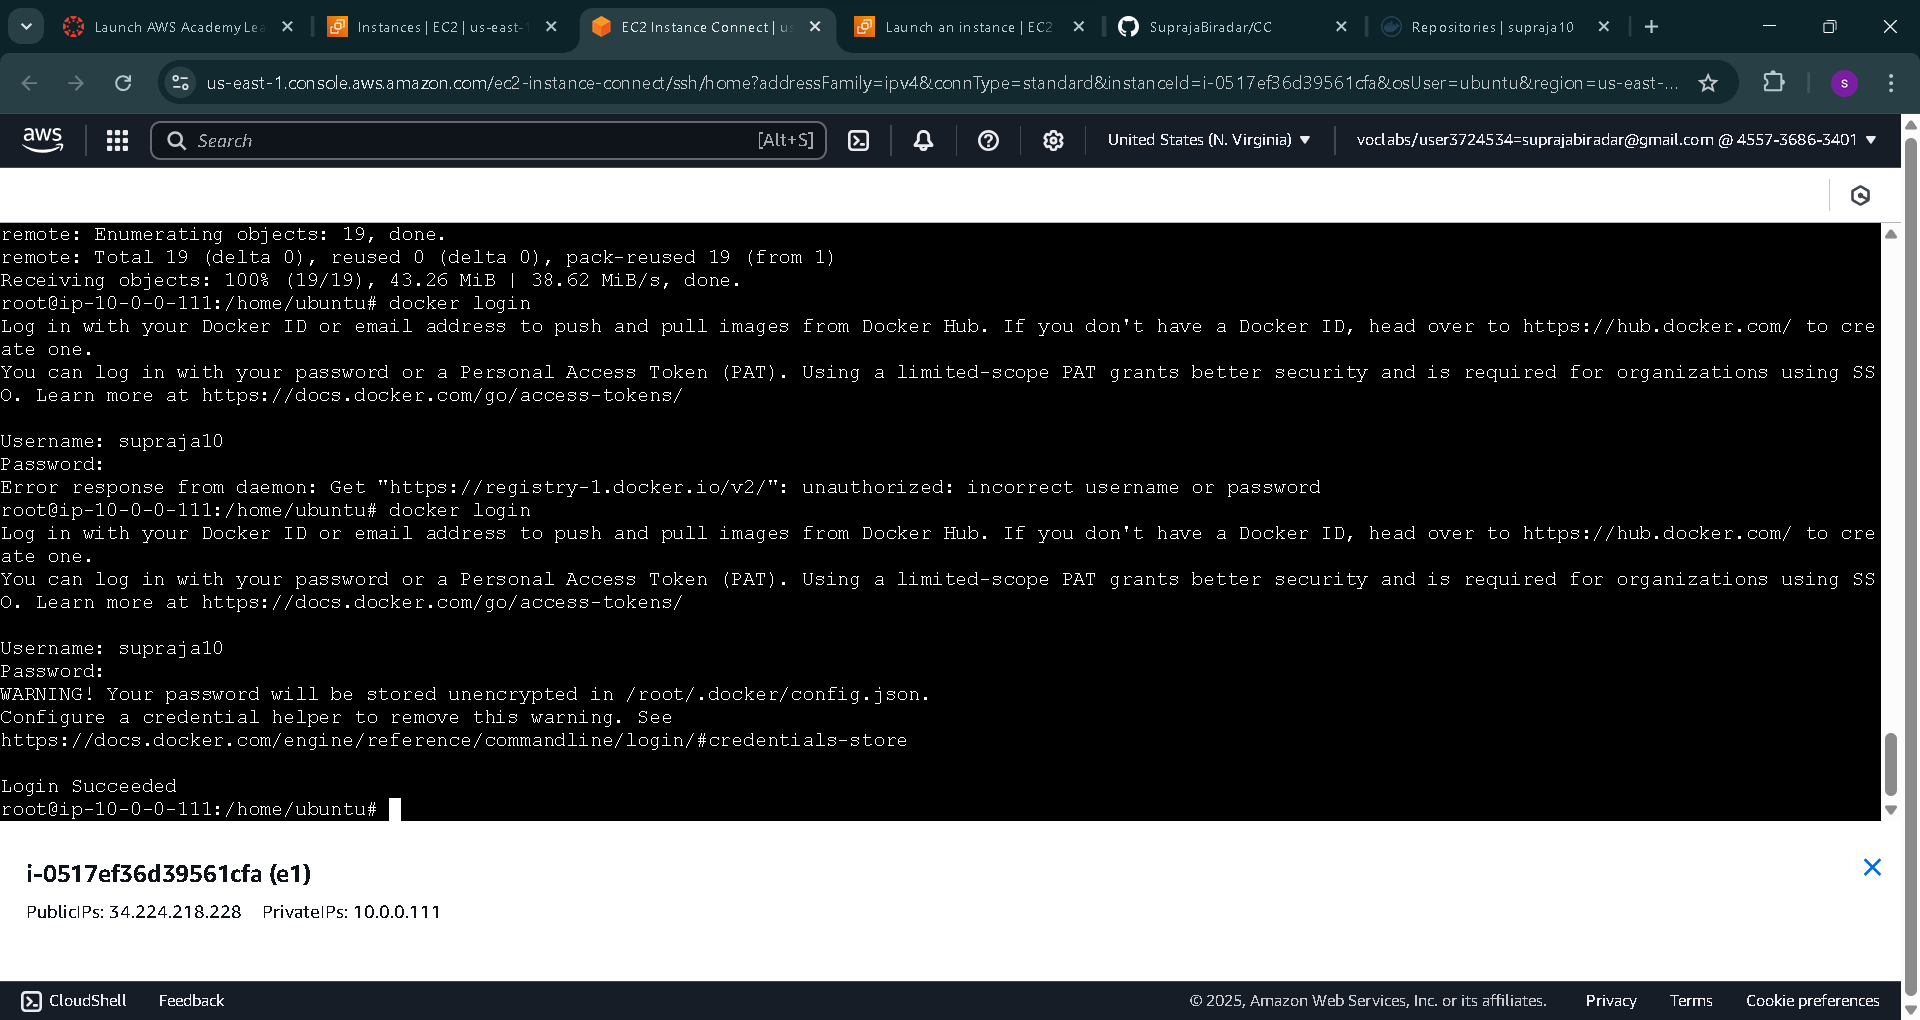 Launch AWS Academy Lea
Instances | EC2 | us-east-1
EC2 Instance Connect | us
Launch an instance | EC2
SuprajaBiradar/CC
Repositories | supraja10
us-east-1.console.aws.amazon.com/ec2-instance-connect/ssh/home?addressFamily=ipv4&connType=standard&instanceId=i-0517ef36d39561cfa&osUser=ubuntu&region=us-east-...
s
aws
Search
[Alt+S]
United States (N. Virginia)
voclabs/user3724534=suprajabiradar@gmail.com @ 4557-3686-3401
remote: Enumerating objects: 19, done.
remote: Total 19 (delta 0), reused 0 (delta 0), pack-reused 19 (from 1)
Receiving objects: 100% (19/19), 43.26 MiB | 38.62 MiB/s, done.
root@ip-10-0-0-111:/home/ubuntu# docker login
Log in with your Docker ID or email address to push and pull images from Docker Hub. If you don't have a Docker ID, head over to https://hub.docker.com/ to cre
ate one.
You can log in with your password or a Personal Access Token (PAT). Using a limited-scope PAT grants better security and is required for organizations using SS
O. Learn more at https://docs.docker.com/go/access-tokens/
Username: supraja10
Password:
Error response from daemon: Get "https://registry-1.docker.io/v2/": unauthorized: incorrect username or password
root@ip-10-0-0-111:/home/ubuntu# docker login
Log in with your Docker ID or email address to push and pull images from Docker Hub. If you don't have a Docker ID, head over to https://hub.docker.com/ to cre
ate one.
You can log in with your password or a Personal Access Token (PAT). Using a limited-scope PAT grants better security and is required for organizations using SS
O. Learn more at https://docs.docker.com/go/access-tokens/
Username: supraja10
Password:
WARNING! Your password will be stored unencrypted in /root/.docker/config.json.
Configure a credential helper to remove this warning. See
https://docs.docker.com/engine/reference/commandline/login/#credentials-store
Login Succeeded
root@ip-10-0-0-111:/home/ubuntu#
i-0517ef36d39561cfa (e1)
PublicIPs: 34.224.218.228 PrivateIPs: 10.0.0.111
CloudShell
Feedback
© 2025, Amazon Web Services, Inc. or its affiliates.
Privacy
Terms
Cookie preferences